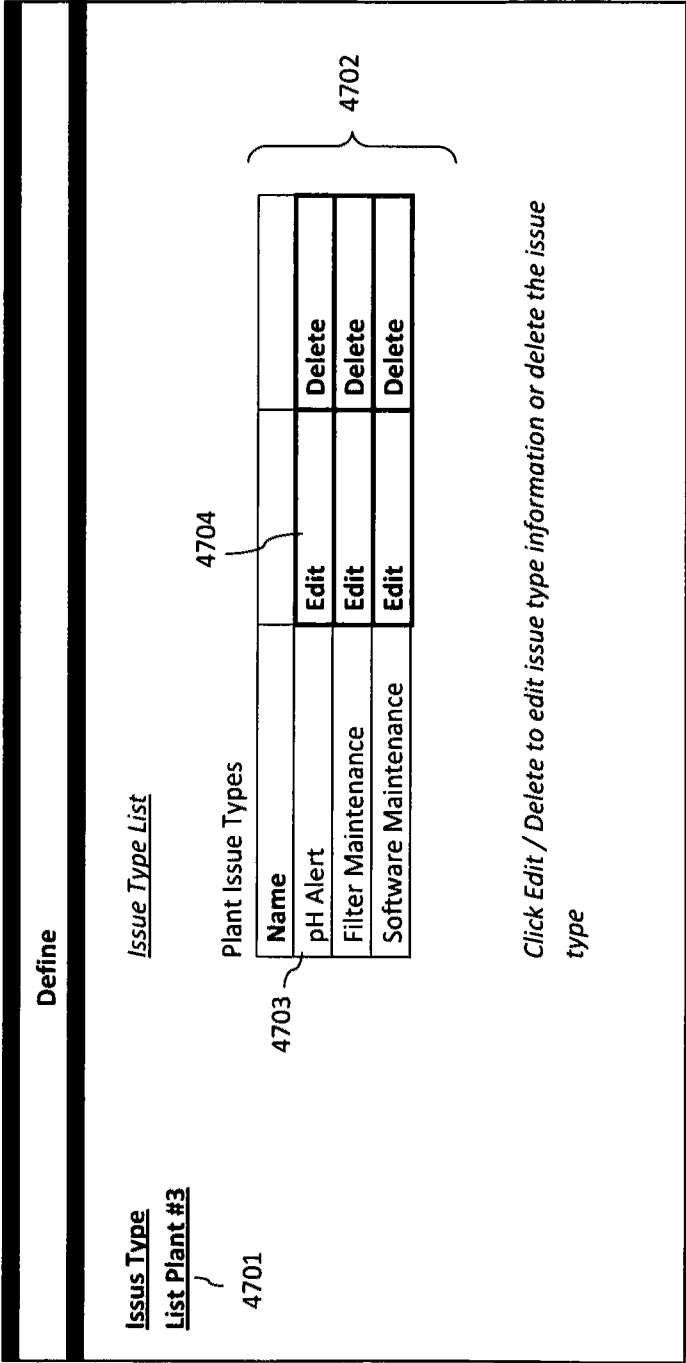 Define
Issus Type
List Plant #3
4701
Issue Type List
Plant Issue Types
Name
pH Alert Edit Delete
Filter Maintenance Edit Delete
Software Maintenance Edit Delete
4703
4704
4702
Click Edit / Delete to edit issue type information or delete the issue
type